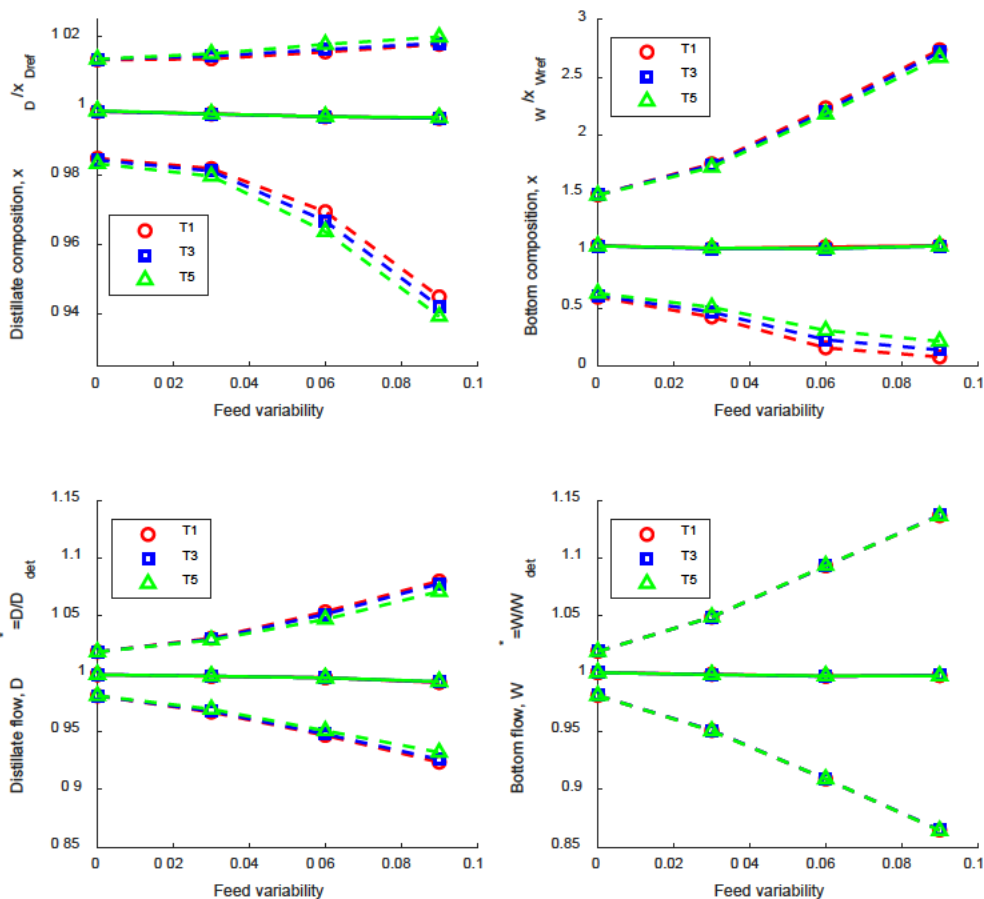 Distillate composition, x D /x Dref
1 02
1
0 98
0 96
0 94
T1
T3
T5
0 0 02 0 04 0.06 0.08 0.1
Feed variability
Bottom composition, x W /x Wref
3
2.5
2
1.5
1
0.5
0
T1
T3
T5
0 0 02 0 04 0.06 0.08 0.1
Feed variability
Distillate flow, D * =D/D det
1.15
1.1
1.05
1
0.95
0 9
0 85
T1
T3
T5
0 0 02 0 04 0.06 0.08 0.1
Feed variability
Bottom flow, W * =W/W det
1.15
1.1
1.05
1
0.95
0.9
0.85
T1
T3
T5
0 0 02 0 04 0.06 0.08 0.1
Feed variability